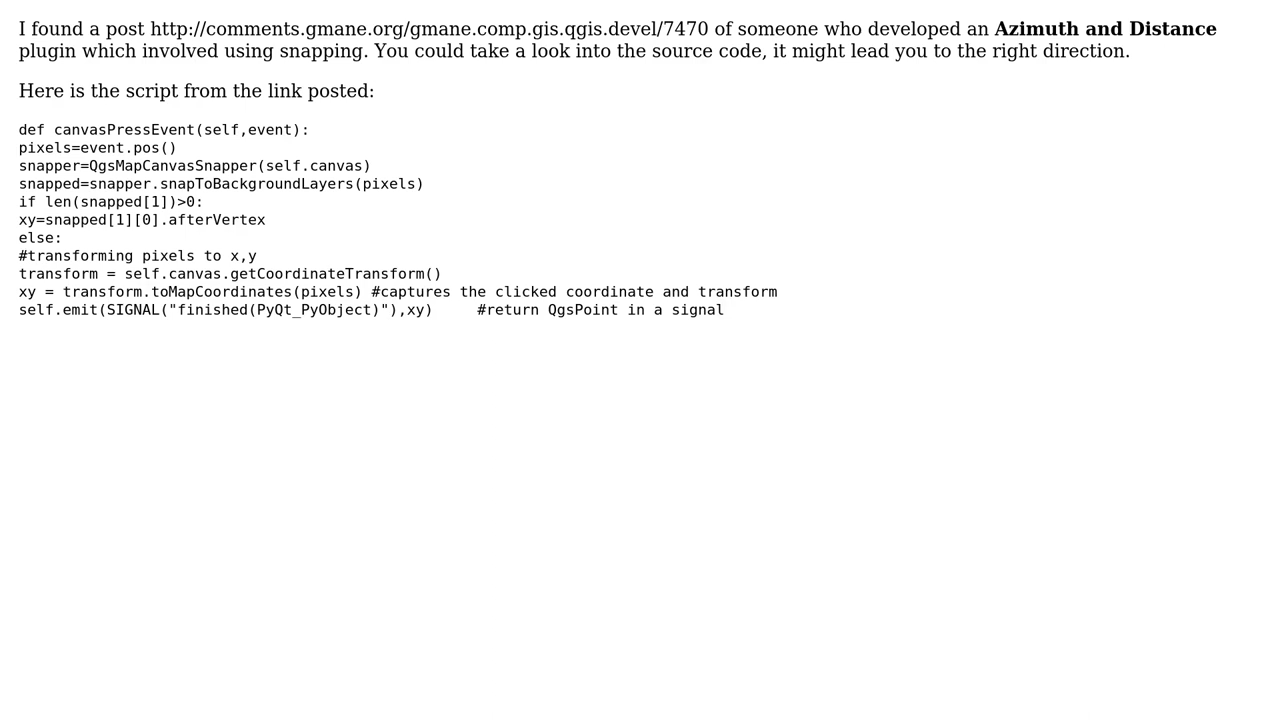 I found a post http://comments.gmane.org/gmane.comp.gis.qgis.devel/7470 of someone who developed an Azimuth and Distance
plugin which involved using snapping. You could take a look into the source code, it might lead you to the right direction.
Here is the script from the link posted:
def canvasPressEvent(self,event):
pixels=event.pos()
snapper=QgsMapCanvasSnapper(self.canvas)
snapped=snapper.snapToBackgroundLayers(pixels)
if len(snapped[1])>0:
xy=snapped[1][0].afterVertex
else:
#transforming pixels to x,y
transform = self.canvas.getCoordinateTransform()
xy = transform.toMapCoordinates(pixels) #captures the clicked coordinate and transform
self.emit(SIGNAL("finished(PyQt_PyObject)"),xy)     #return QgsPoint in a signal